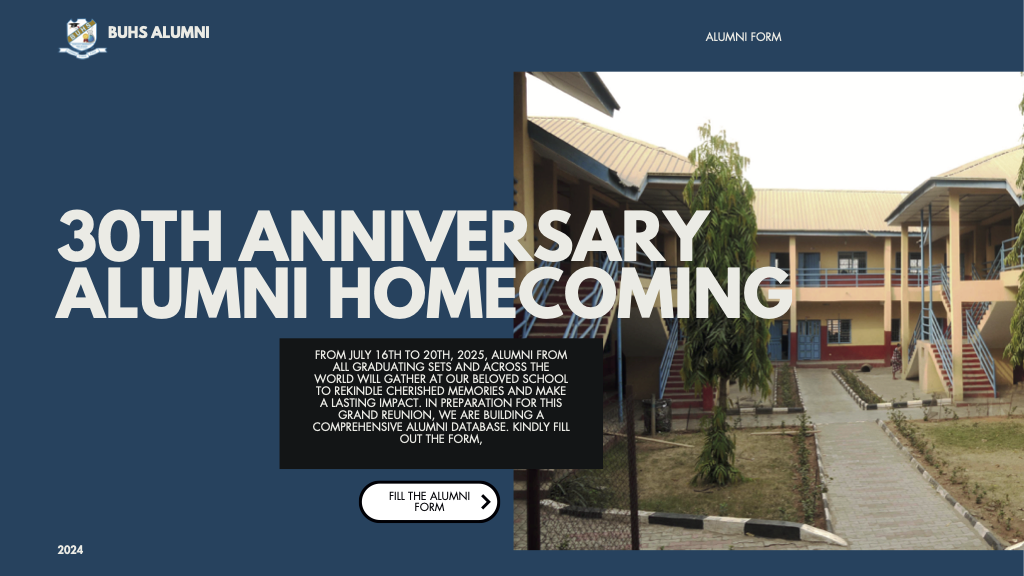 BUHS ALUMNI
ALUMNI FORM
30TH ANNIVERSARY
ALUMNI HOMECOMING
FROM JULY 16TH TO 20TH, 2025, ALUMNI FROM
ALL GRADUATING SETS AND ACROSS THE
WORLD WILL GATHER AT OUR BELOVED SCHOOL
TO REKINDLE CHERISHED MEMORIES AND MAKE
A LASTING IMPACT. IN PREPARATION FOR THIS
GRAND REUNION, WE ARE BUILDING A
COMPREHENSIVE ALUMNI DATABASE. KINDLY FILL
OUT THE FORM,
FILL THE ALUMNI
FORM
2024